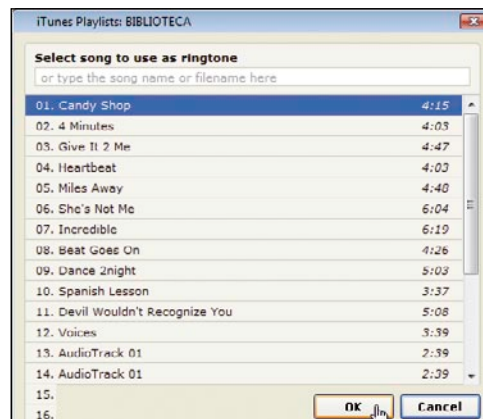 iTunes Playlists: BIBLIOTECA
Select song to use as ringtone
or type the song name or filename here
01. Candy Shop 4:15
02. 4 Minutes 4:03
03. Give It 2 Me 4:47
04. Heartbeat 4:03
05. Miles Away 4:48
06. She's Not Me 6:04
07. Incredible 6:19
08. Beat Goes On 4:26
09. Dance 2night 5:03
10. Spanish Lesson 3:37
11. Devil Wouldn't Recognize You 5:08
12. Voices 3:39
13. AudioTrack 01 2:39
14. AudioTrack 01 2:39
15.
16.
OK Cancel